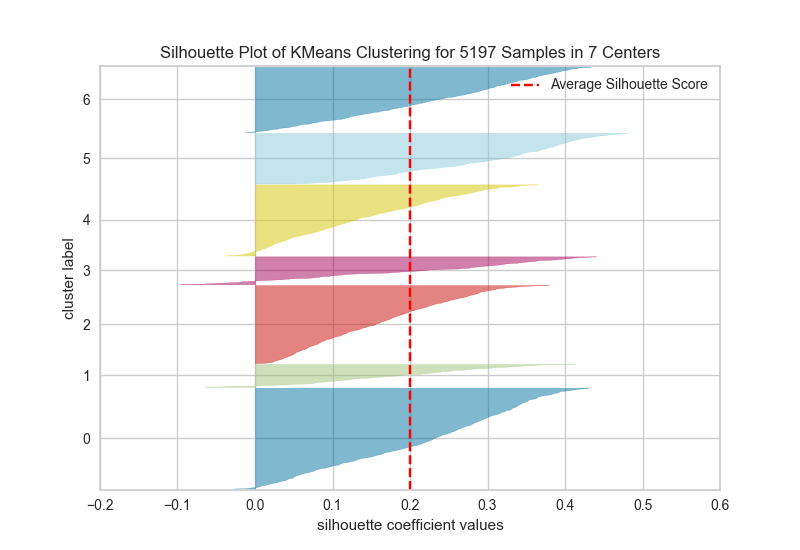 Silhouette Plot of KMeans Clustering for 5197 Samples in 7 Centers
Average Silhouette Score
6
5
4
3
2
1
0
cluster label
−0.2 −0.1 0.0 0.1 0.2 0.3 0.4 0.5 0.6
silhouette coefficient values